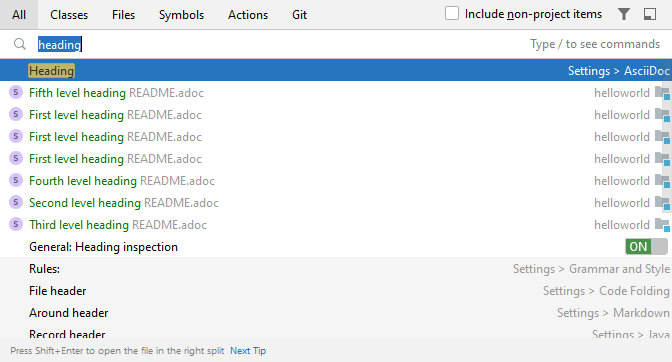 All Classes Files Symbols Actions Git Include non-project items
heading Type / to see commands
Heading Settings > AsciiDoc
S Fifth level heading README.adoc helloworld
S First level heading README.adoc helloworld
S First level heading README.adoc helloworld
S First level heading README.adoc helloworld
S Fourth level heading README.adoc helloworld
S Second level heading README.adoc helloworld
S Third level heading README.adoc helloworld
General: Heading inspection ON
Rules: Settings > Grammar and Style
File header Settings > Code Folding
Around header Settings > Markdown
Record header Settings > Java
Press Shift+Enter to open the file in the right split Next Tip